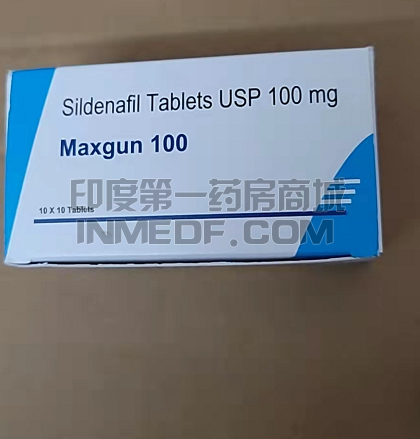 Sildenafil Tablets USP 100 mg
Maxgun 100
印度第一药房商城
10 X 10 Tablets
INMEDF.COM